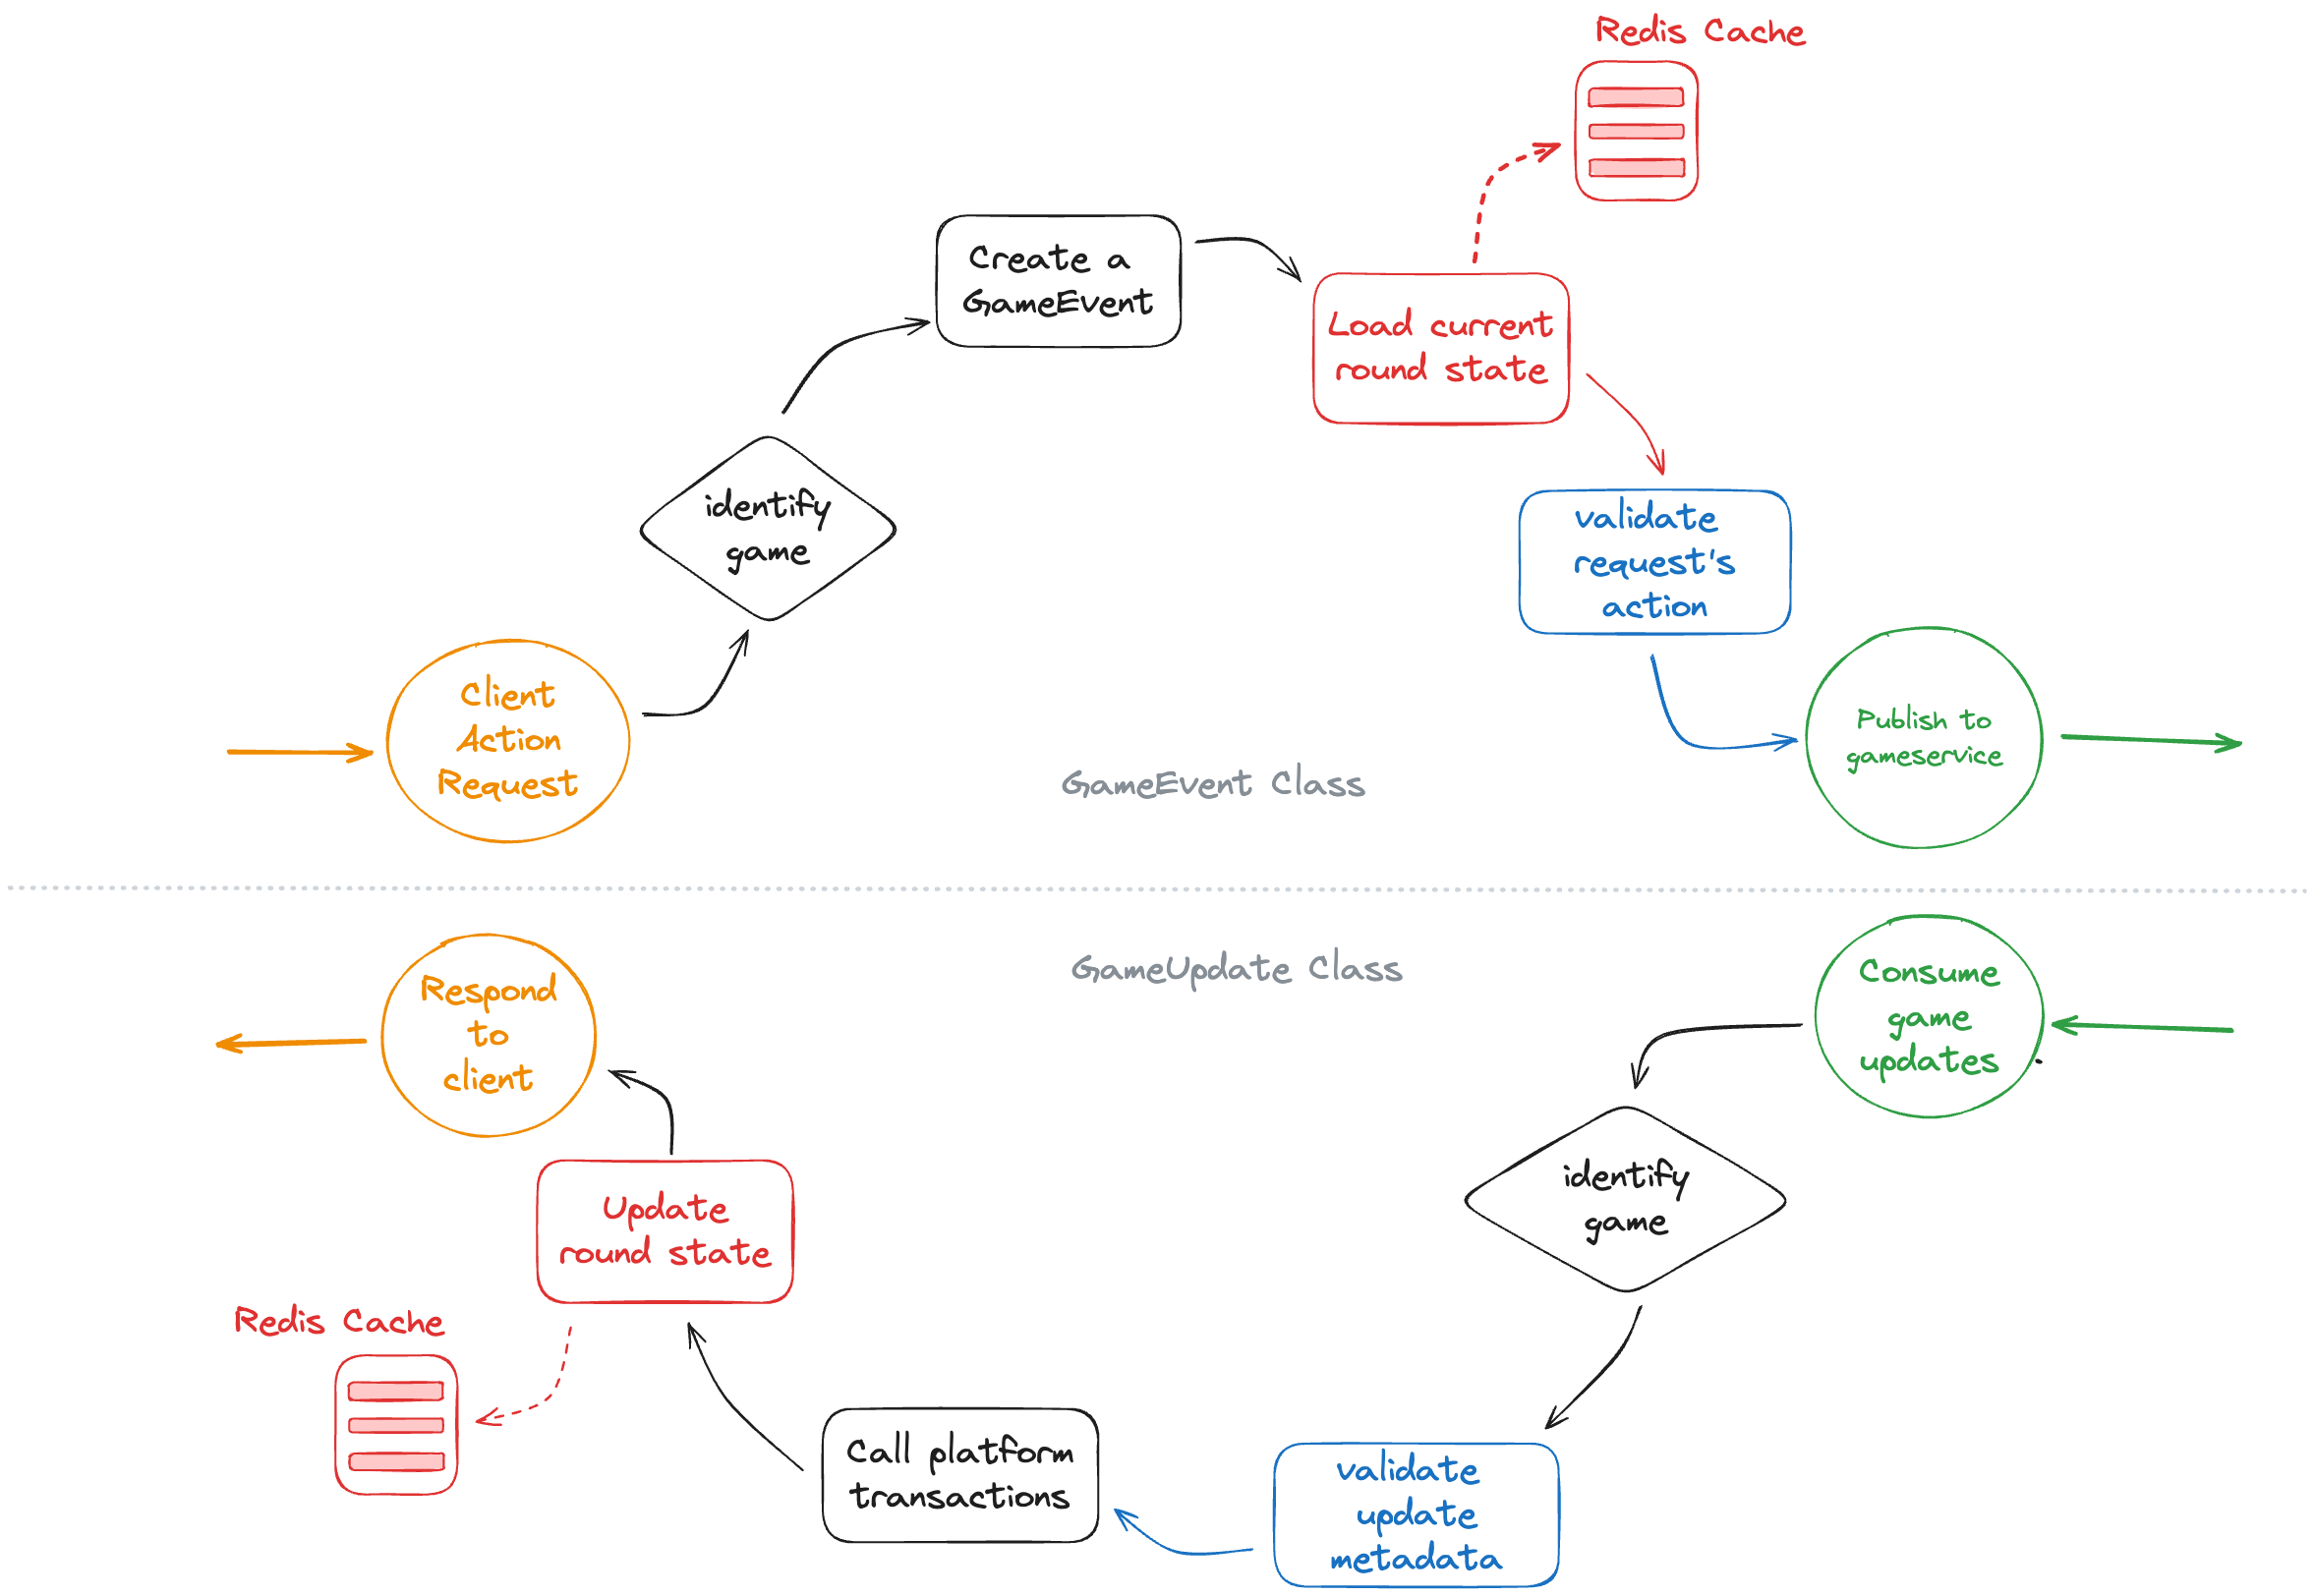 Redis Cache
Create a
GameEvent
Load current
round state
identify
game
validate
request's
action
Client
Action
Request
Publish to
gameservice
GameEvent Class
GameUpdate Class
Respond
to
client
Consume
game
updates
identify
game
Update
round state
Redis Cache
Call platform
transactions
validate
update
metadata